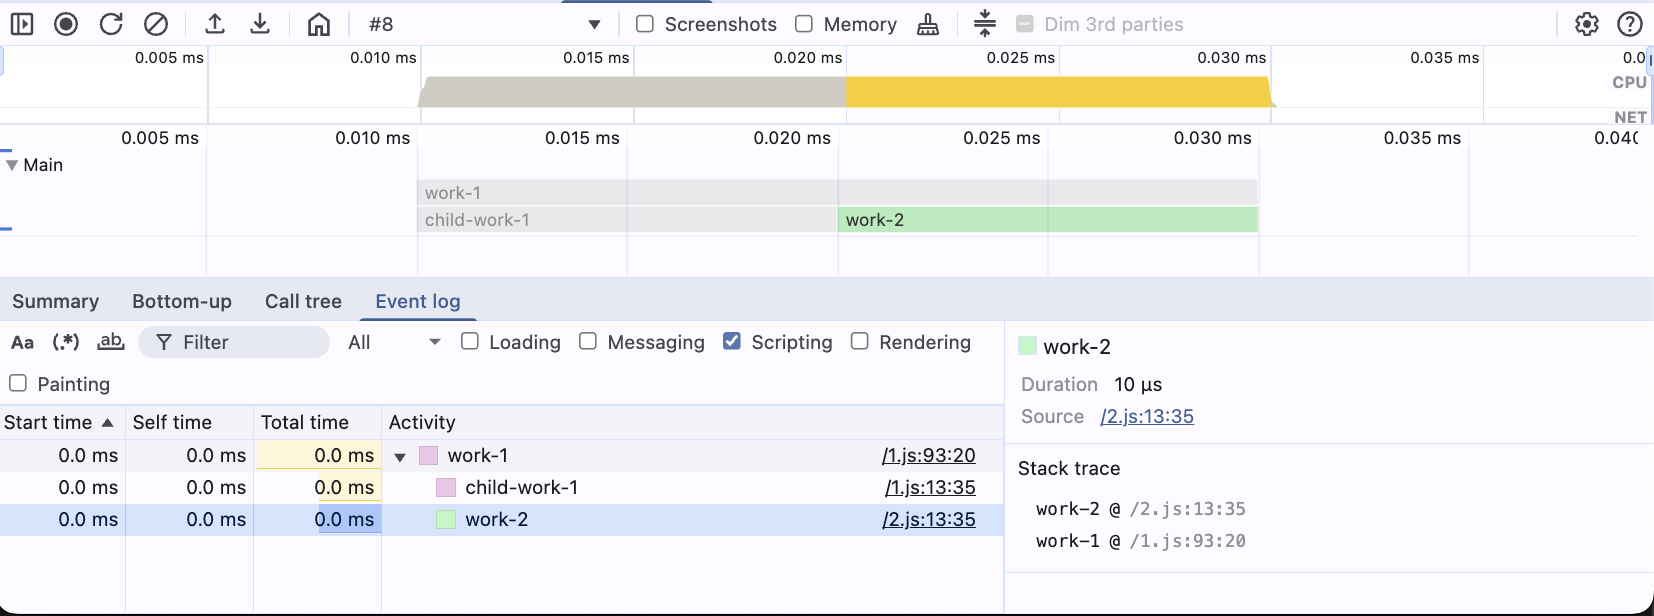 #8 Screenshots Memory Dim 3rd parties
0.005 ms 0.010 ms 0.015 ms 0.020 ms 0.025 ms 0.030 ms 0.035 ms 0.0
CPU
NET
0.005 ms 0.010 ms 0.015 ms 0.020 ms 0.025 ms 0.030 ms 0.035 ms 0.040
Main
work-1
child-work-1 work-2
Summary Bottom-up Call tree Event log
Aa (.*) ab Filter All Loading Messaging Scripting Rendering
Painting
Start time Self time Total time Activity
0.0 ms 0.0 ms 0.0 ms work-1 /1.js:93:20
0.0 ms 0.0 ms 0.0 ms child-work-1 /1.js:13:35
0.0 ms 0.0 ms 0.0 ms work-2 /2.js:13:35
work-2
Duration 10 μs
Source /2.js:13:35
Stack trace
work-2 @ /2.js:13:35
work-1 @ /1.js:93:20